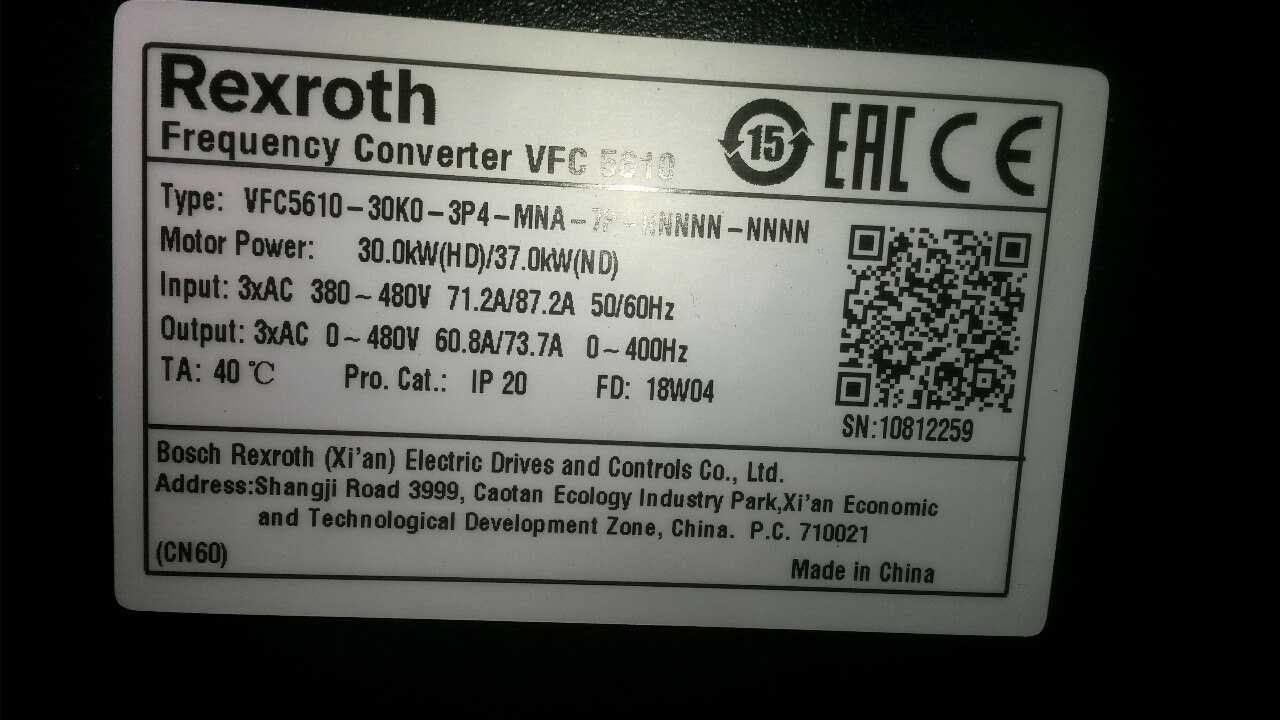 Rexroth
Frequency Converter VFC 5610
15 EAC CE
Type: VFC5610-30K0-3P4-MNA-7P-NNNNN-NNNN
Motor Power: 30.0kW(HD)/37.0kW(ND)
Input: 3xAC 380~480V 71.2A/87.2A 50/60Hz
Output: 3xAC 0~480V 60.8A/73.7A 0~400Hz
TA: 40℃ Pro. Cat.: IP 20 FD: 18W04
SN:10812259
Bosch Rexroth (Xi'an) Electric Drives and Controls Co., Ltd.
Address:Shangji Road 3999, Caotan Ecology Industry Park,Xi'an Economic
and Technological Development Zone, China. P.C. 710021
(CN60)
Made in China